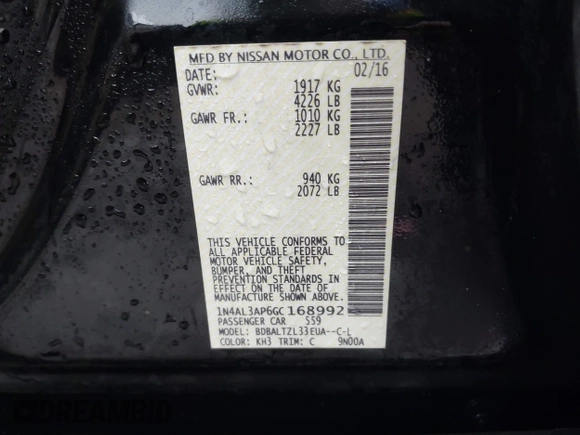 MFD BY NISSAN MOTOR CO., LTD.
DATE: 02/16
GVWR: 1917 KG
4226 LB
GAWR FR.: 1010 KG
2227 LB
GAWR RR.: 940 KG
2072 LB
THIS VEHICLE CONFORMS TO
ALL APPLICABLE FEDERAL
MOTOR VEHICLE SAFETY,
BUMPER, AND THEFT
PREVENTION STANDARDS IN
EFFECT ON THE DATE OF
MANUFACTURE SHOWN ABOVE.
1N4AL3AP6GC168992
PASSENGER CAR S59
MODEL: BDBALTZL33EUA--C-L
COLOR: KH3 TRIM: C 9N00A
DREAMBID